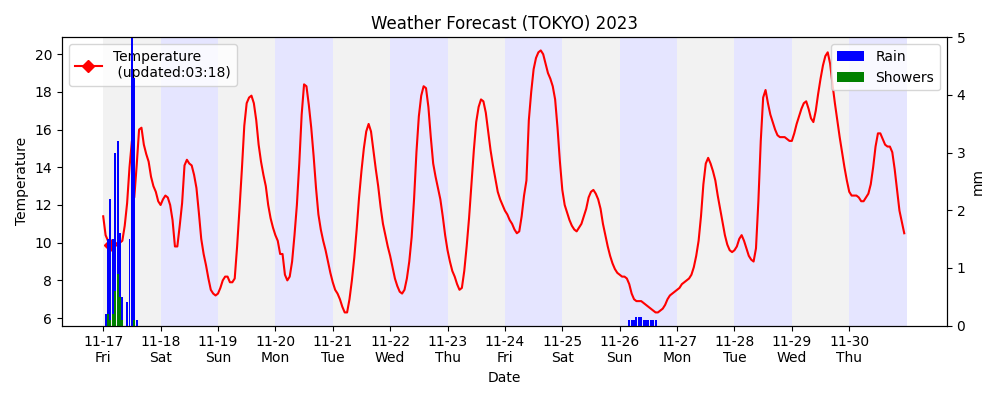 Weather Forecast (TOKYO) 2023
Temperature
(updated:03:18)
Rain
Showers
20
18
16
14
12
10
8
6
Temperature
5
4
3
2
1
0
mm
11-17 11-18 11-19 11-20 11-21 11-22 11-23 11-24 11-25 11-26 11-27 11-28 11-29 11-30
Fri Sat Sun Mon Tue Wed Thu Fri Sat Sun Mon Tue Wed Thu
Date